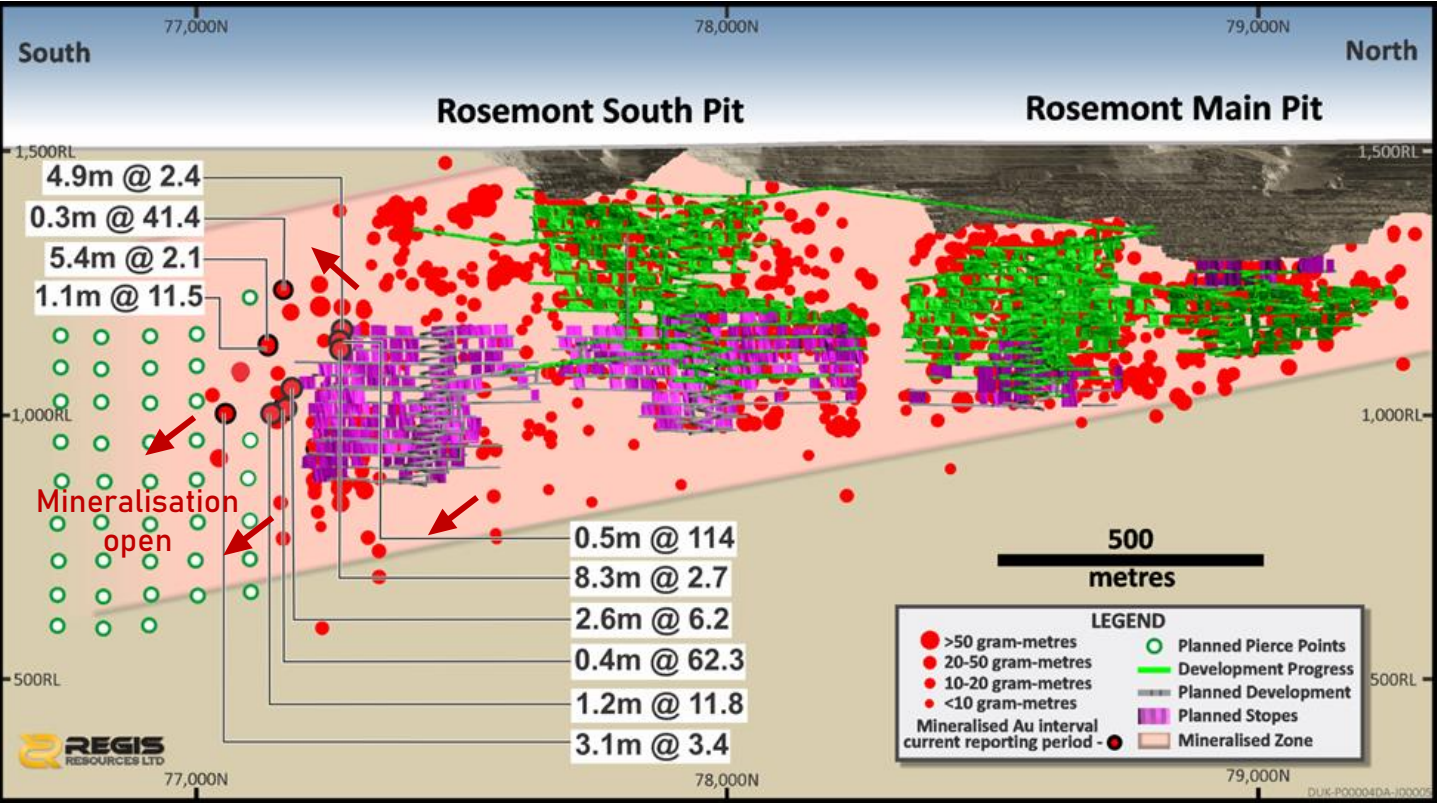 77,000N
78,000N
79,000N
South
North
Rosemont South Pit
Rosemont Main Pit
1,500RL
1,500RL
4.9m @ 2.4
0.3m @ 41.4
5.4m @ 2.1
1.1m @ 11.5
1,000RL
1,000RL
Mineralisation
open
0.5m @ 114
8.3m @ 2.7
2.6m @ 6.2
0.4m @ 62.3
1.2m @ 11.8
3.1m @ 3.4
500
metres
500RL
500RL
LEGEND
>50 gram-metres
20-50 gram-metres
10-20 gram-metres
<10 gram-metres
Mineralised Au interval
current reporting period -
Planned Pierce Points
Development Progress
Planned Development
Planned Stopes
Mineralised Zone
REGIS
RESOURCES LTD
77,000N
78,000N
79,000N
DUK-P00004DA-J00005